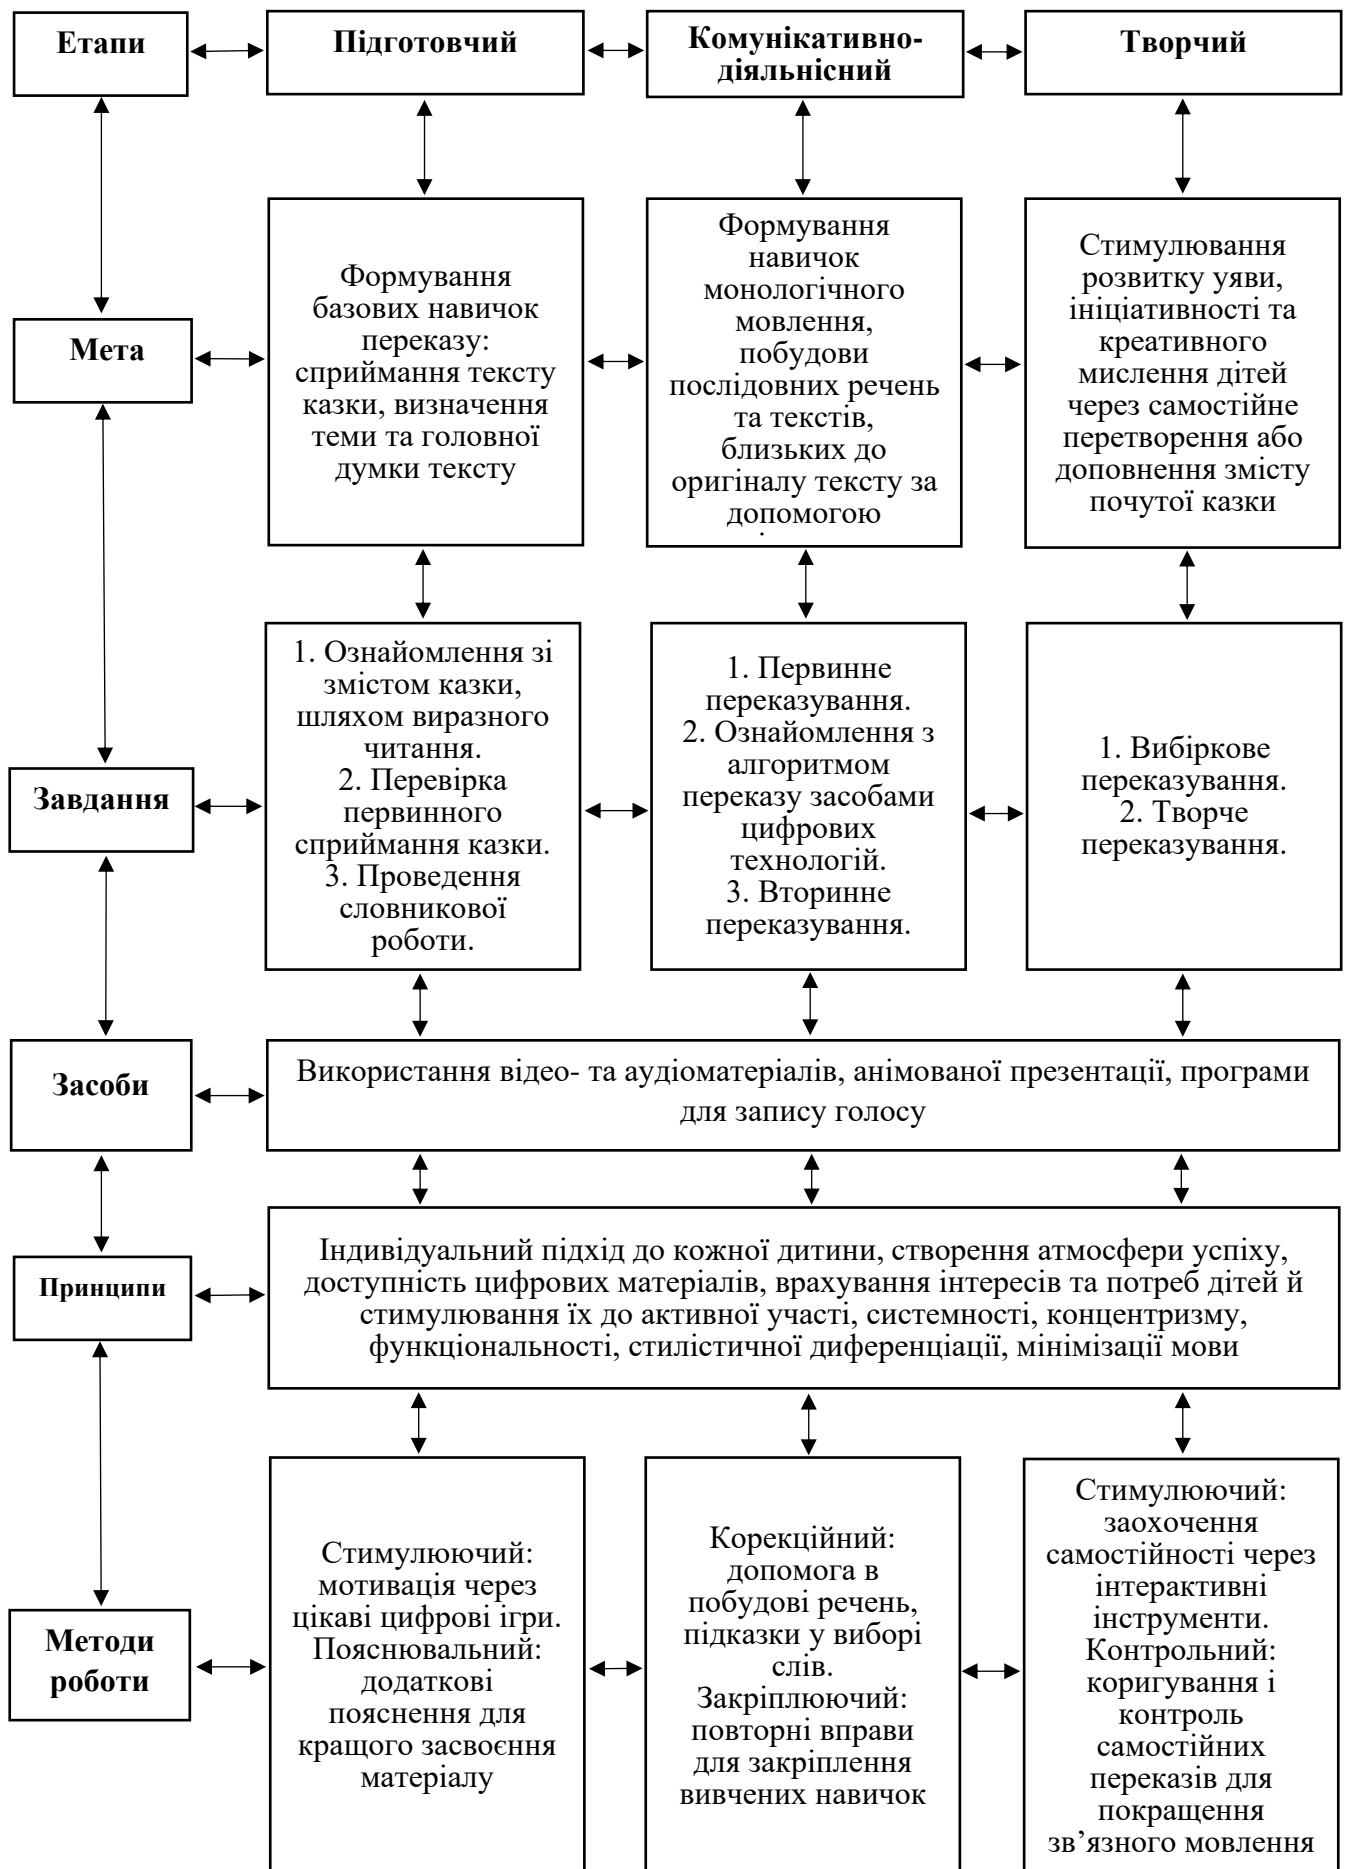 Етапи
Підготовчий
Комунікативно-
діяльнісний
Творчий
Мета
Формування
базових навичок
переказу:
сприймання тексту
казки, визначення
теми та головної
думки тексту
Формування
навичок
монологічного
мовлення,
побудови
послідовних речень
та текстів,
близьких до
оригіналу тексту за
допомогою
Стимулювання
розвитку уяви,
ініціативності та
креативного
мислення дітей
через самостійне
перетворення або
доповнення змісту
почутої казки
Завдання
1. Ознайомлення зі
змістом казки,
шляхом виразного
читання.
2. Перевірка
первинного
сприймання казки.
3. Проведення
словникової
роботи.
1. Первинне
переказування.
2. Ознайомлення з
алгоритмом
переказу засобами
цифрових
технологій.
3. Вторинне
переказування.
1. Вибіркове
переказування.
2. Творче
переказування.
Засоби
Використання відео- та аудіоматеріалів, анімованої презентації, програми
для запису голосу
Принципи
Індивідуальний підхід до кожної дитини, створення атмосфери успіху,
доступність цифрових матеріалів, врахування інтересів та потреб дітей й
стимулювання їх до активної участі, системності, концентризму,
функціональності, стилістичної диференціації, мінімізації мови
Методи
роботи
Стимулюючий:
мотивація через
цікаві цифрові ігри.
Пояснювальний:
додаткові
пояснення для
кращого засвоєння
матеріалу
Корекційний:
допомога в
побудові речень,
підказки у виборі
слів.
Закріплюючий:
повторні вправи
для закріплення
вивчених навичок
Стимулюючий:
заохочення
самостійності через
інтерактивні
інструменти.
Контрольний:
коригування і
контроль
самостійних
переказів для
покращення
зв’язного мовлення